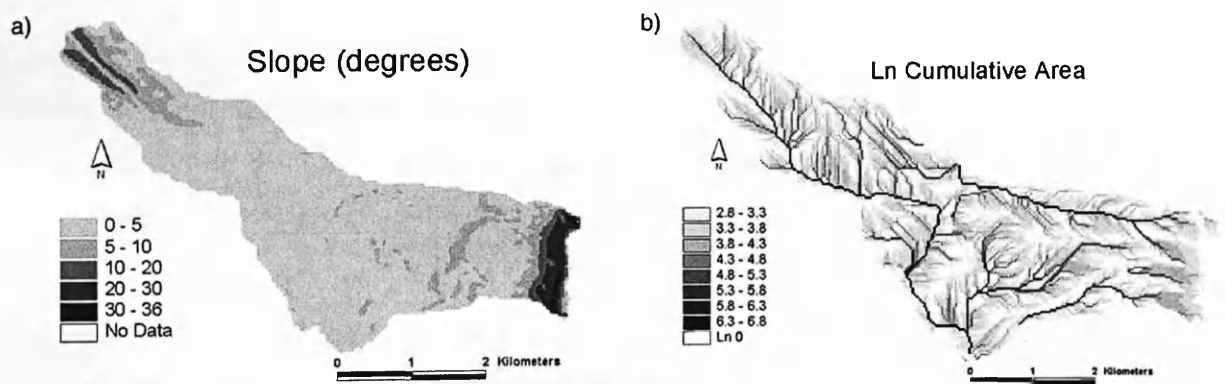 a)
Slope (degrees)
N
0 - 5
5 - 10
10 - 20
20 - 30
30 - 36
No Data
0 1 2 Kilometers
b)
Ln Cumulative Area
N
2.8 - 3.3
3.3 - 3.8
3.8 - 4.3
4.3 - 4.8
4.8 - 5.3
5.3 - 5.8
5.8 - 6.3
6.3 - 6.8
Ln 0
0 1 2 Kilometers